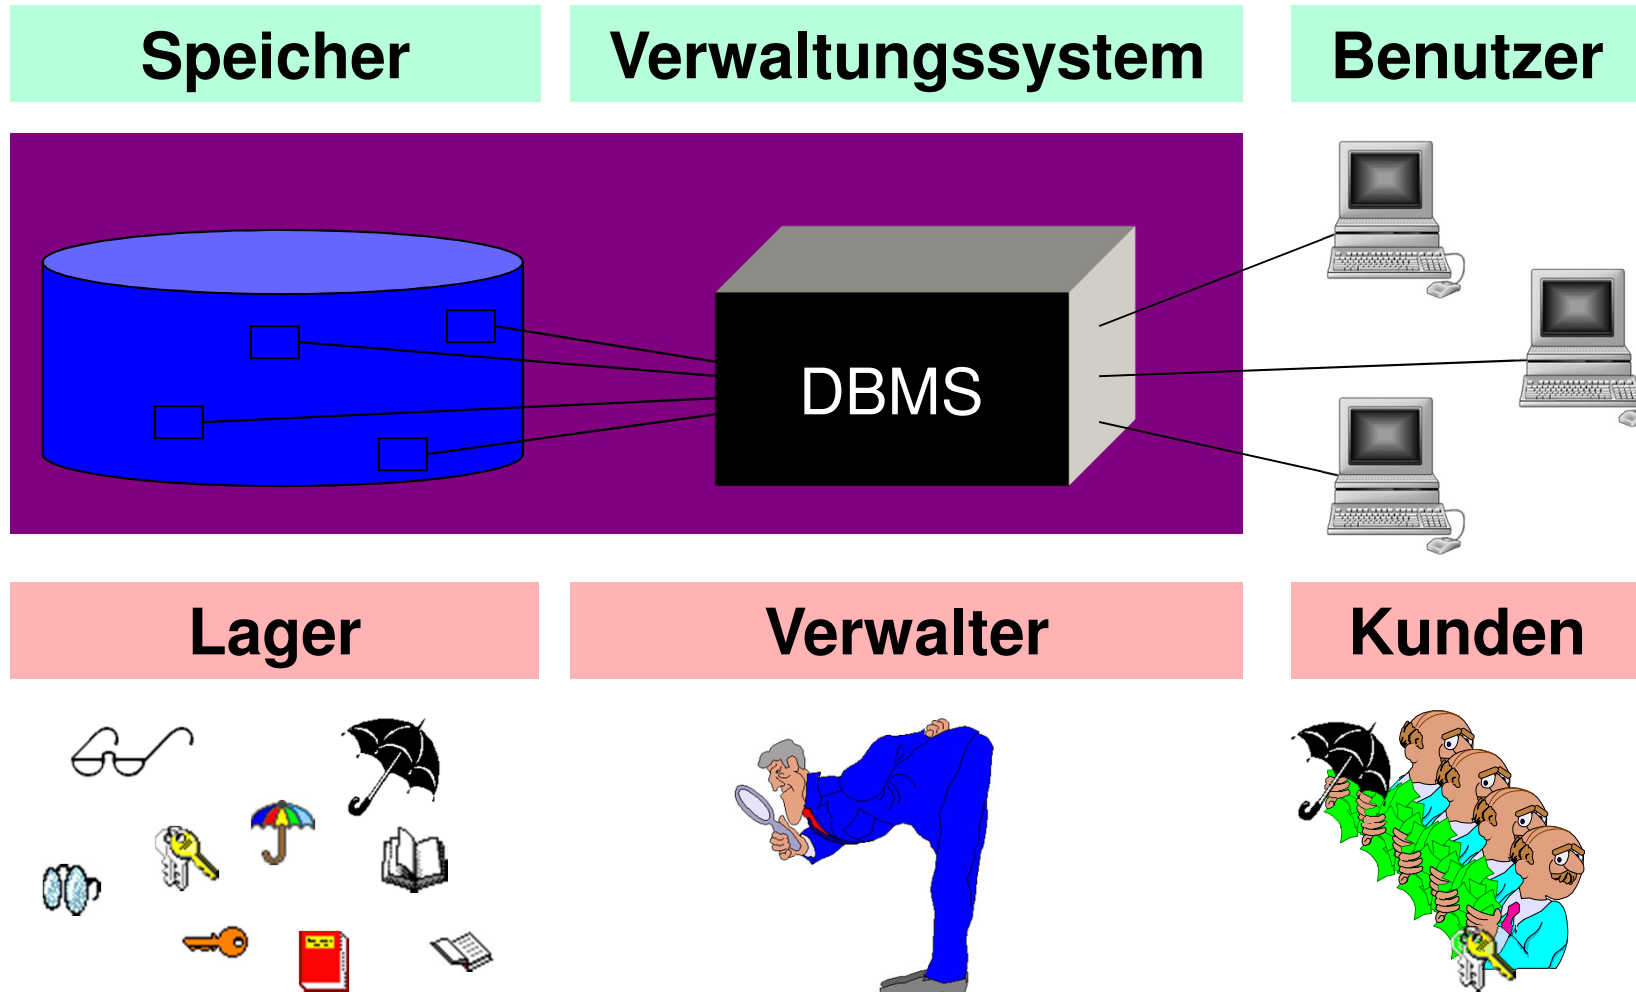 Speicher
Verwaltungssystem
Benutzer
DBMS
Lager
Verwalter
Kunden